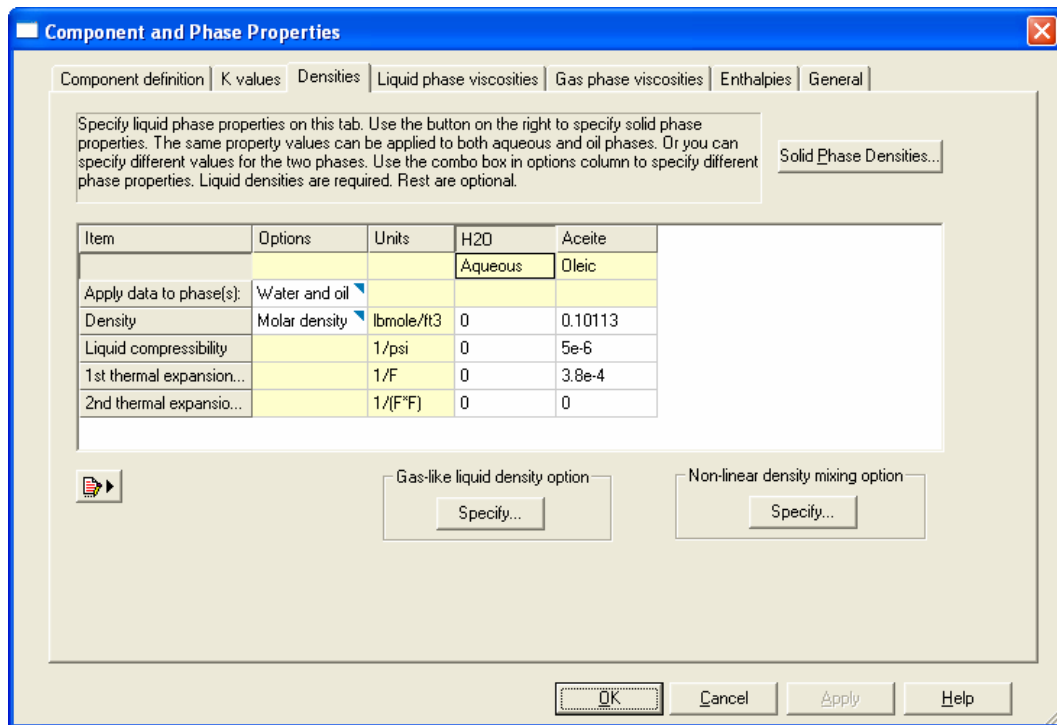 Component and Phase Properties
Component definition K values Densities Liquid phase viscosities Gas phase viscosities Enthalpies General
Specify liquid phase properties on this tab. Use the button on the right to specify solid phase
properties. The same property values can be applied to both aqueous and oil phases. Or you can
specify different values for the two phases. Use the combo box in options column to specify different
phase properties. Liquid densities are required. Rest are optional.
Solid Phase Densities...
Item Options Units H2O Aceite
Aqueous Oleic
Apply data to phase(s): Water and oil
Density Molar density lbmole/ft3 0 0.10113
Liquid compressibility 1/psi 0 5e-6
1st thermal expansion... 1/F 0 3.8e-4
2nd thermal expansio... 1/(F*F) 0 0
Gas-like liquid density option Non-linear density mixing option
Specify... Specify...
OK Cancel Apply Help